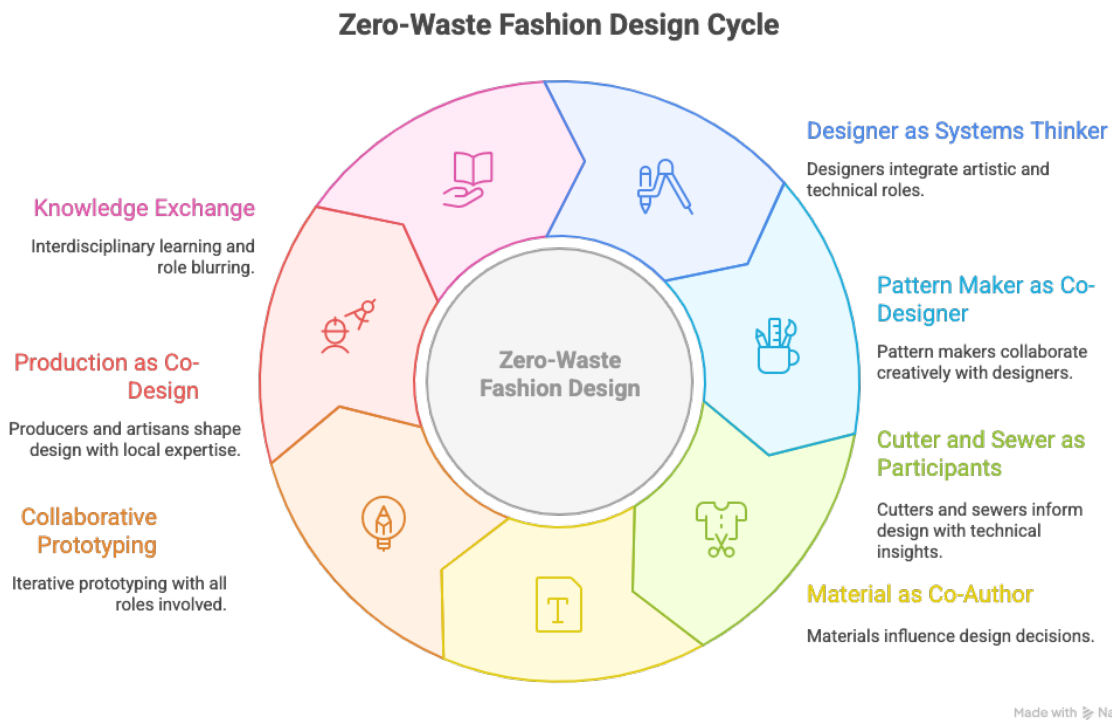 Zero-Waste Fashion Design Cycle
Designer as Systems Thinker
Designers integrate artistic and
technical roles.
Pattern Maker as Co-
Designer
Pattern makers collaborate
creatively with designers.
Cutter and Sewer as
Participants
Cutters and sewers inform
design with technical
insights.
Material as Co-Author
Materials influence design decisions.
Collaborative
Prototyping
Iterative prototyping with all
roles involved.
Production as Co-
Design
Producers and artisans shape
design with local expertise.
Knowledge Exchange
Interdisciplinary learning and
role blurring.
Zero-Waste
Fashion Design
T
Made with Na